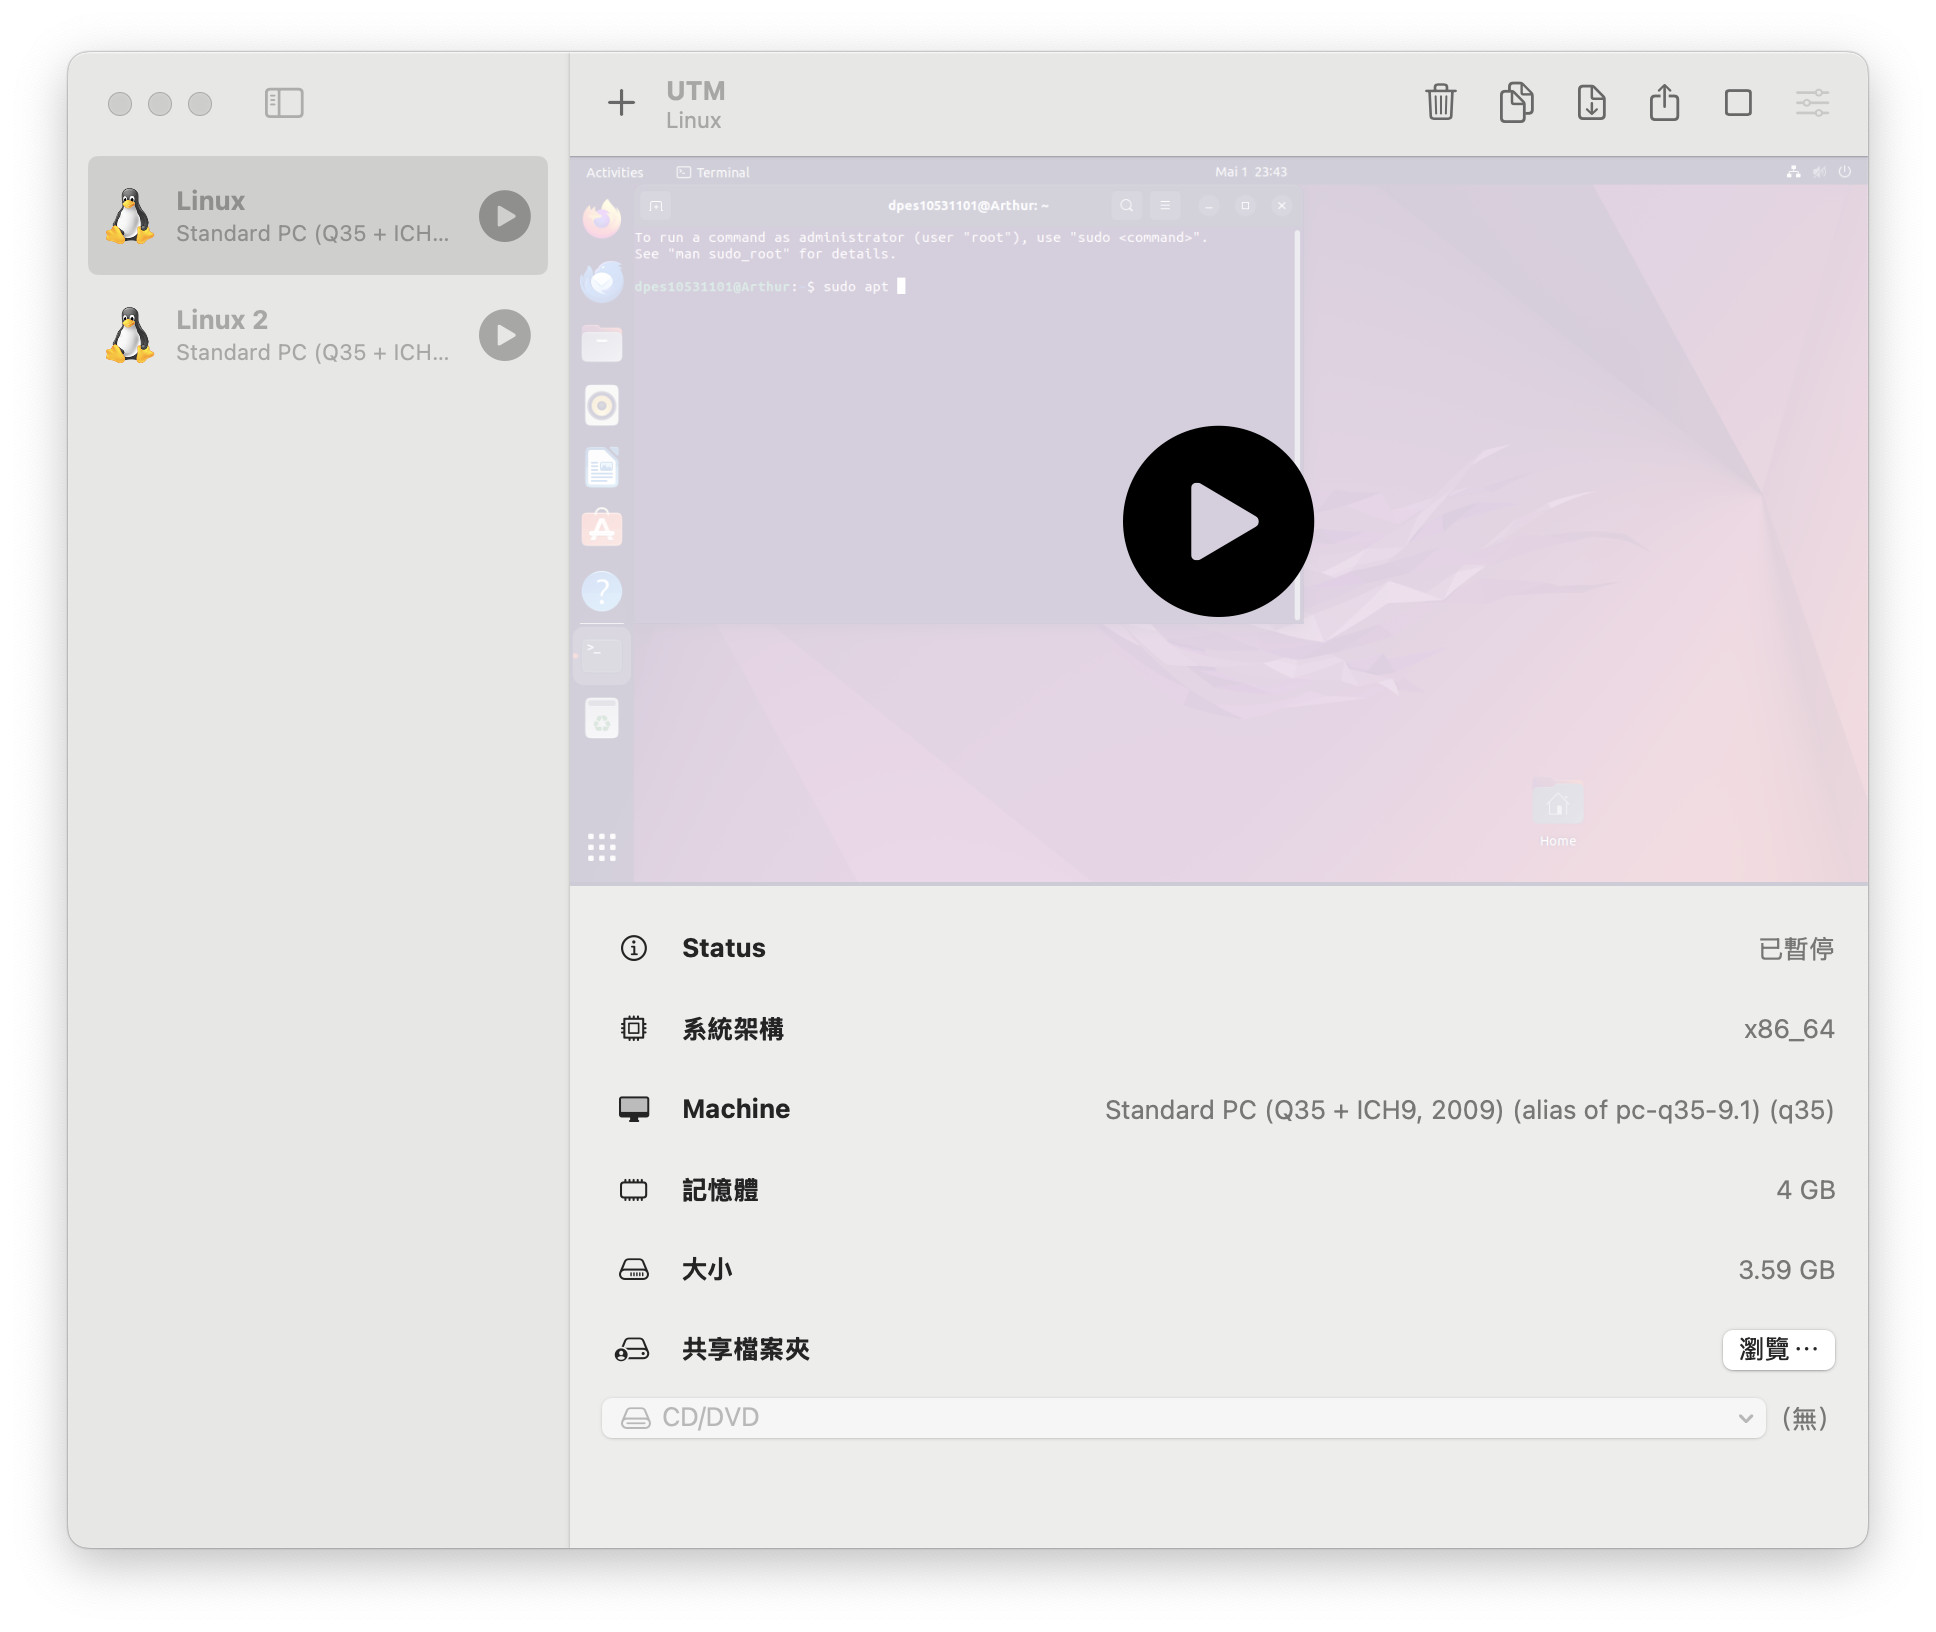 UTM
Linux
Linux
Standard PC (Q35 + ICH...
Linux 2
Standard PC (Q35 + ICH...
Activities
Terminal
Mai 1 23:43
dpes10531101@Arthur: ~
To run a command as administrator (user "root"), use "sudo <command>".
See "man sudo_root" for details.
dpes10531101@Arthur:~$ sudo apt
Home
Status 已暫停
系統架構 x86_64
Machine Standard PC (Q35 + ICH9, 2009) (alias of pc-q35-9.1) (q35)
記憶體 4 GB
大小 3.59 GB
共享檔案夾 瀏覽⋯
CD/DVD (無)